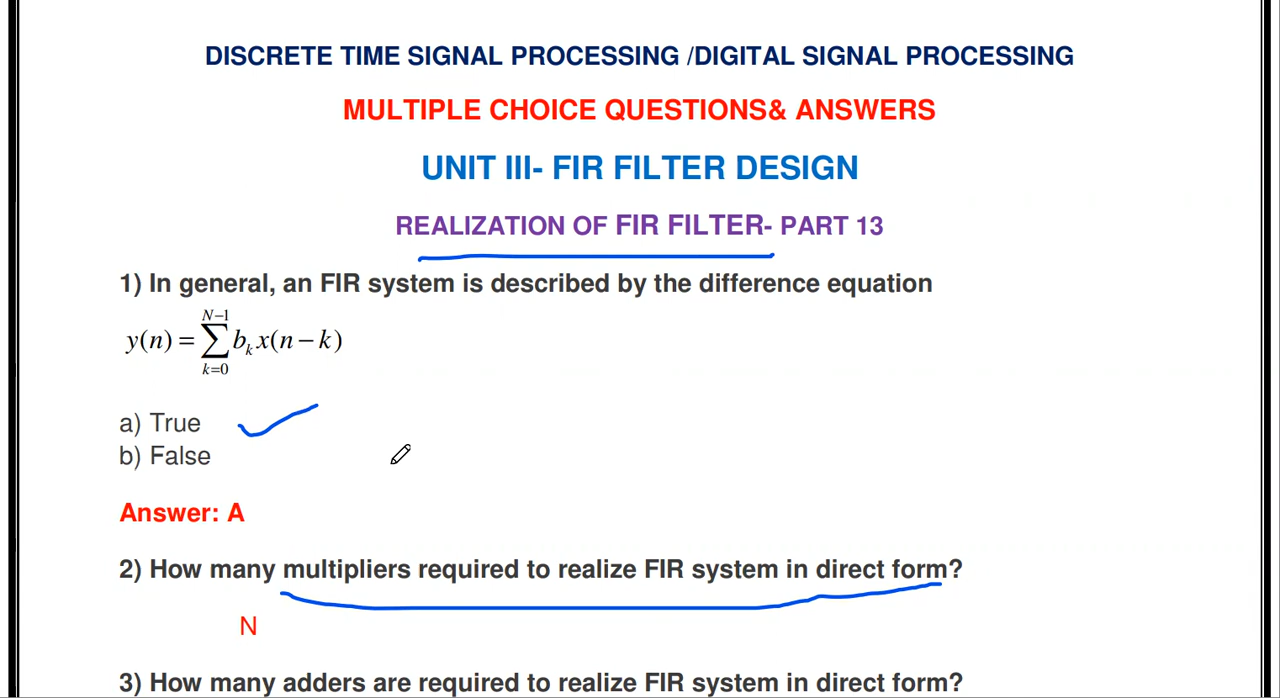 DISCRETE TIME SIGNAL PROCESSING /DIGITAL SIGNAL PROCESSING
MULTIPLE CHOICE QUESTIONS& ANSWERS
UNIT III- FIR FILTER DESIGN
REALIZATION OF FIR FILTER- PART 13
1) In general, an FIR system is described by the difference equation
y(n) = ∑_{k=0}^{N−1} b_k x(n − k)
a) True
b) False
Answer: A
2) How many multipliers required to realize FIR system in direct form?
N
3) How many adders are required to realize FIR system in direct form?